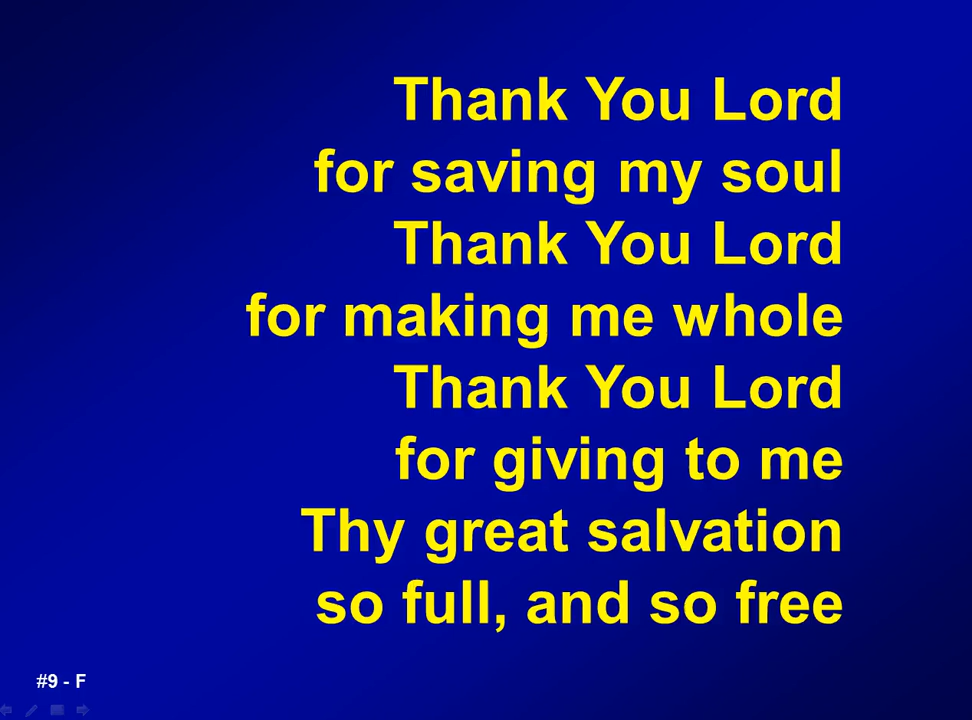 Thank You Lord
for saving my soul
Thank You Lord
for making me whole
Thank You Lord
for giving to me
Thy great salvation
so full, and so free
#9 - F